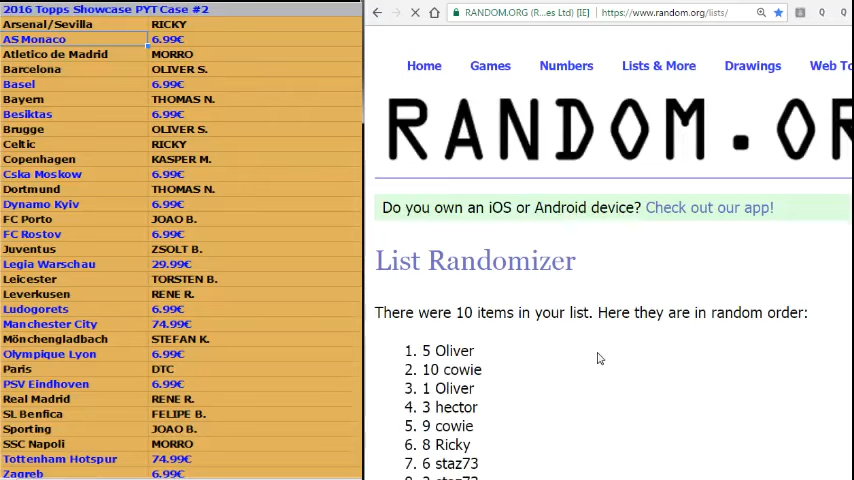 2016 Topps Showcase PYT Case #2
Arsenal/Sevilla RICKY
AS Monaco 6.99€
Atletico de Madrid MORRO
Barcelona OLIVER S.
Basel 6.99€
Bayern THOMAS N.
Besiktas 6.99€
Brugge OLIVER S.
Celtic RICKY
Copenhagen KASPER M.
Cska Moskow 6.99€
Dortmund THOMAS N.
Dynamo Kyiv 6.99€
FC Porto JOAO B.
FC Rostov 6.99€
Juventus ZSOLT B.
Legia Warschau 29.99€
Leicester TORSTEN B.
Leverkusen RENE R.
Ludogorets 6.99€
Manchester City 74.99€
Mönchengladbach STEFAN K.
Olympique Lyon 6.99€
Paris DTC
PSV Eindhoven 6.99€
Real Madrid RENE R.
SL Benfica FELIPE B.
Sporting JOAO B.
SSC Napoli MORRO
Tottenham Hotspur 74.99€
Zagreb 6.99€
RANDOM.ORG (R...es Ltd) [IE] https://www.random.org/lists/
Home Games Numbers Lists & More Drawings Web To
RANDOM.OR
Do you own an iOS or Android device? Check out our app!
List Randomizer
There were 10 items in your list. Here they are in random order:
1. 5 Oliver
2. 10 cowie
3. 1 Oliver
4. 3 hector
5. 9 cowie
6. 8 Ricky
7. 6 staz73